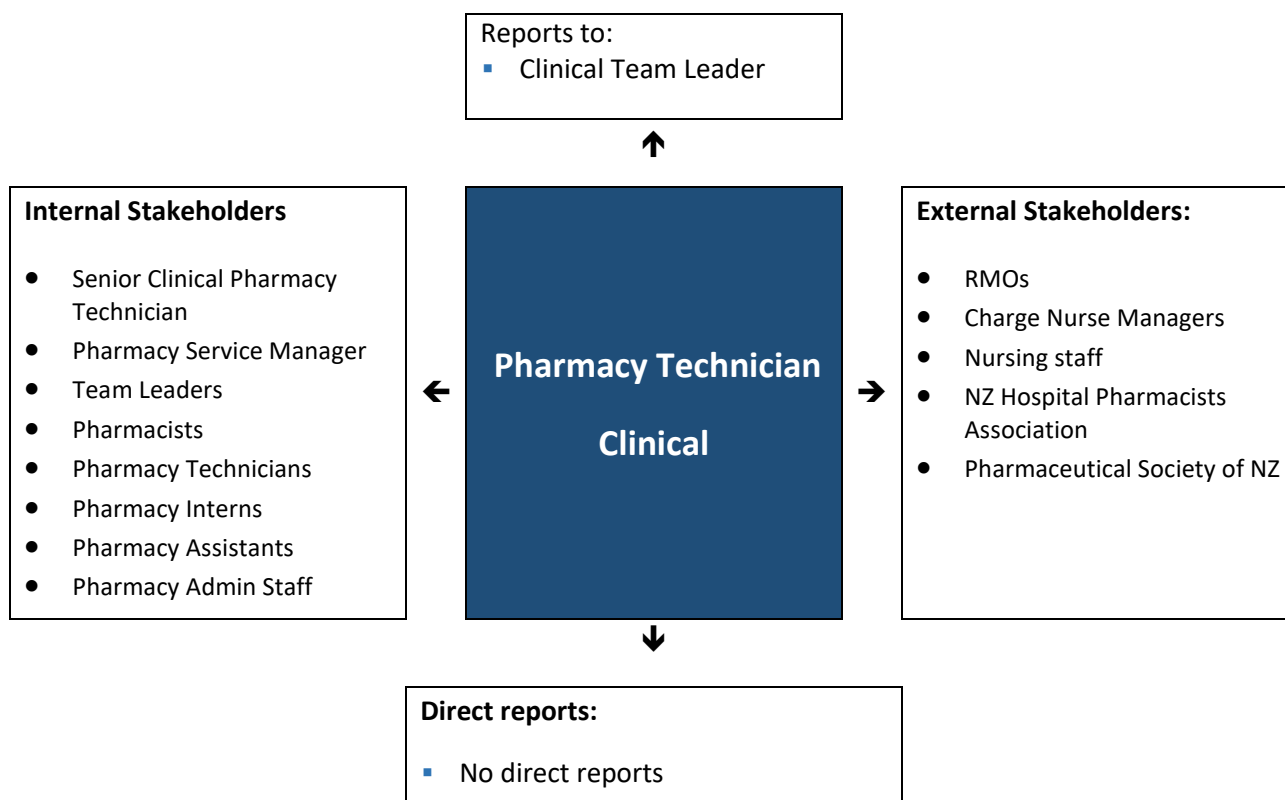 Reports to:
▪ Clinical Team Leader
Internal Stakeholders
● Senior Clinical Pharmacy
Technician
● Pharmacy Service Manager
● Team Leaders
● Pharmacists
● Pharmacy Technicians
● Pharmacy Interns
● Pharmacy Assistants
● Pharmacy Admin Staff
Pharmacy Technician
Clinical
External Stakeholders:
● RMOs
● Charge Nurse Managers
● Nursing staff
● NZ Hospital Pharmacists
Association
● Pharmaceutical Society of NZ
Direct reports:
▪ No direct reports